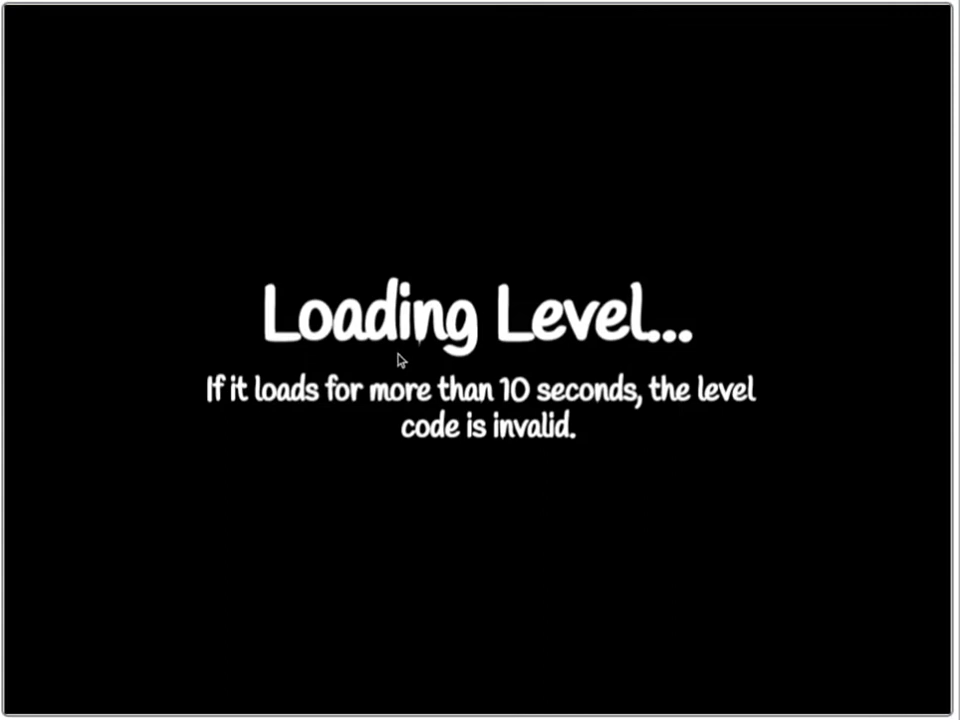 Loading Level...
If it loads for more than 10 seconds, the level
code is invalid.